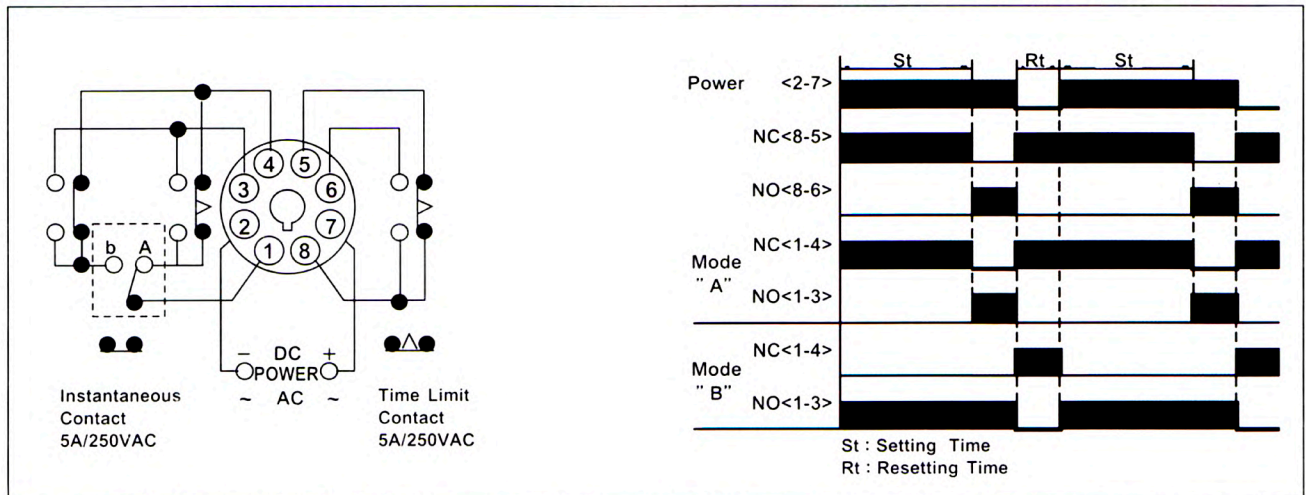 4 5
3 6
2 7
1 8
b A
− DC +
POWER
~ AC ~
Instantaneous
Contact
5A/250VAC
Time Limit
Contact
5A/250VAC
St Rt St
Power <2-7>
NC<8-5>
NO<8-6>
Mode
" A"
NC<1-4>
NO<1-3>
Mode
" B"
NC<1-4>
NO<1-3>
St : Setting Time
Rt : Resetting Time